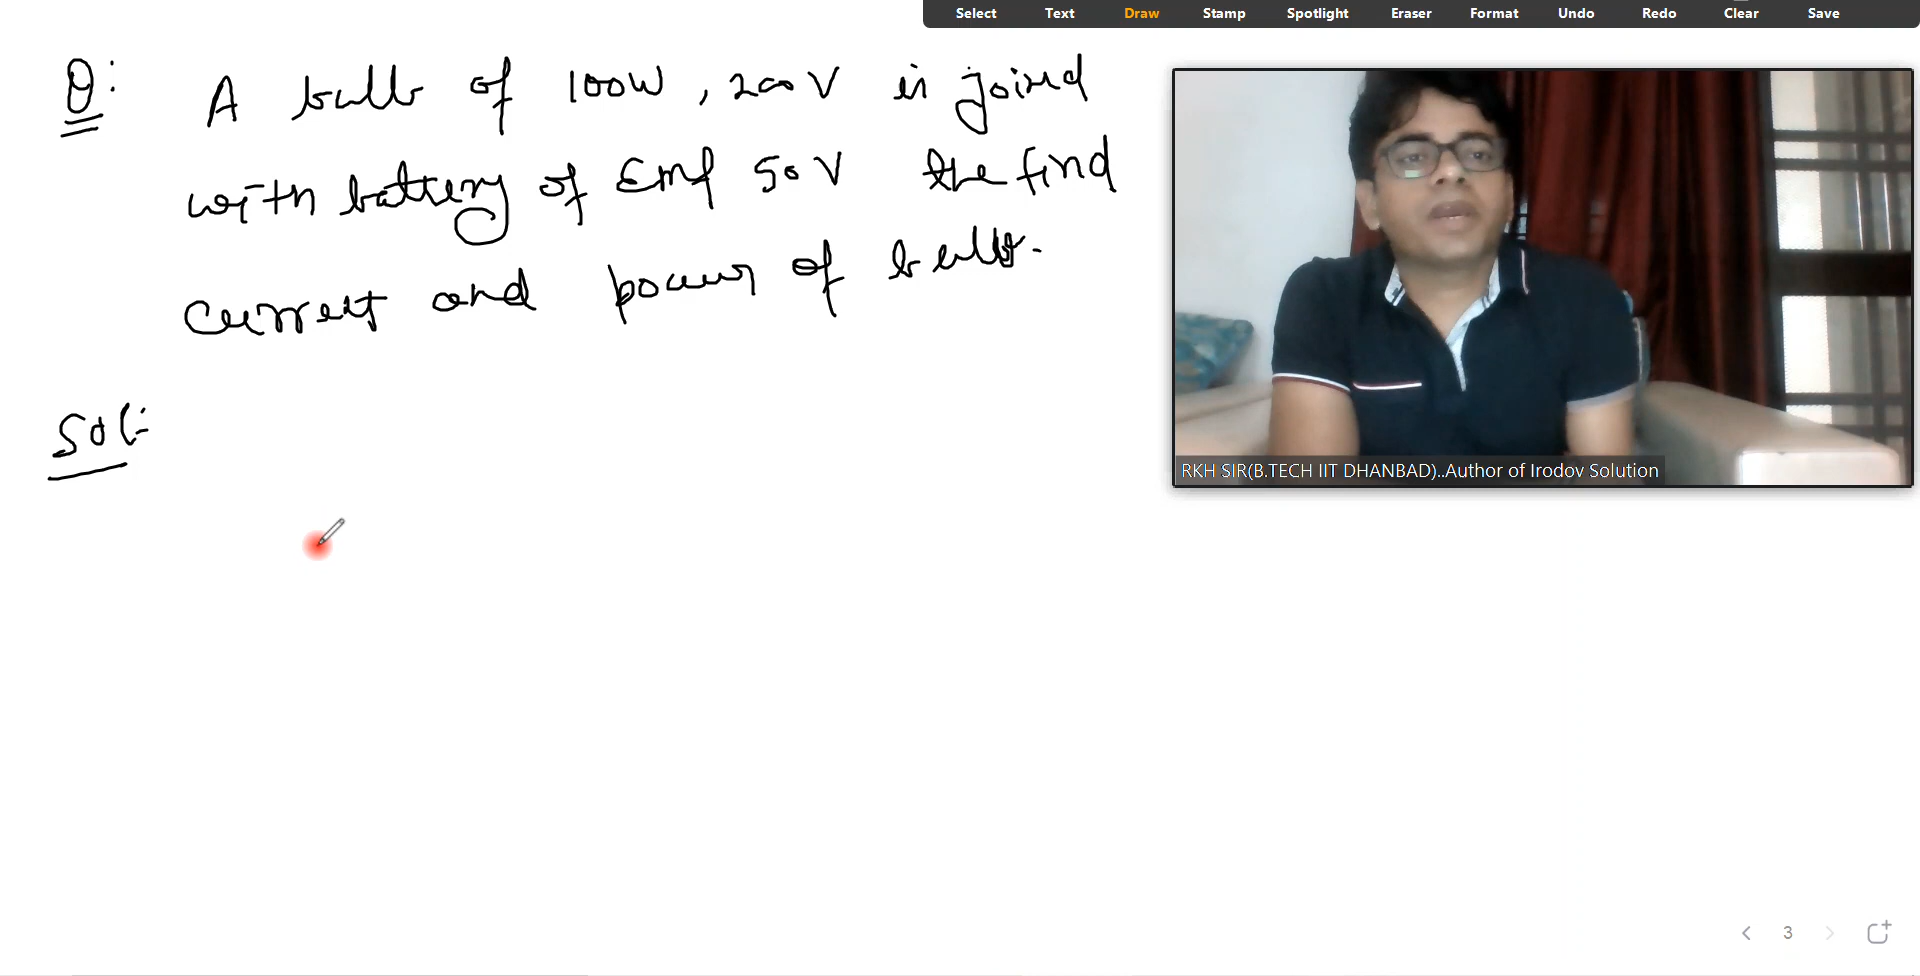 Select Text Draw Stamp Spotlight Eraser Format Undo Redo Clear Save
Q:
A bulb of 100W, 200V is joined
with battery of Emf 50V the find
current and power of bulb.
Sol:-
RKH SIR(B.TECH IIT DHANBAD)..Author of Irodov Solution
3